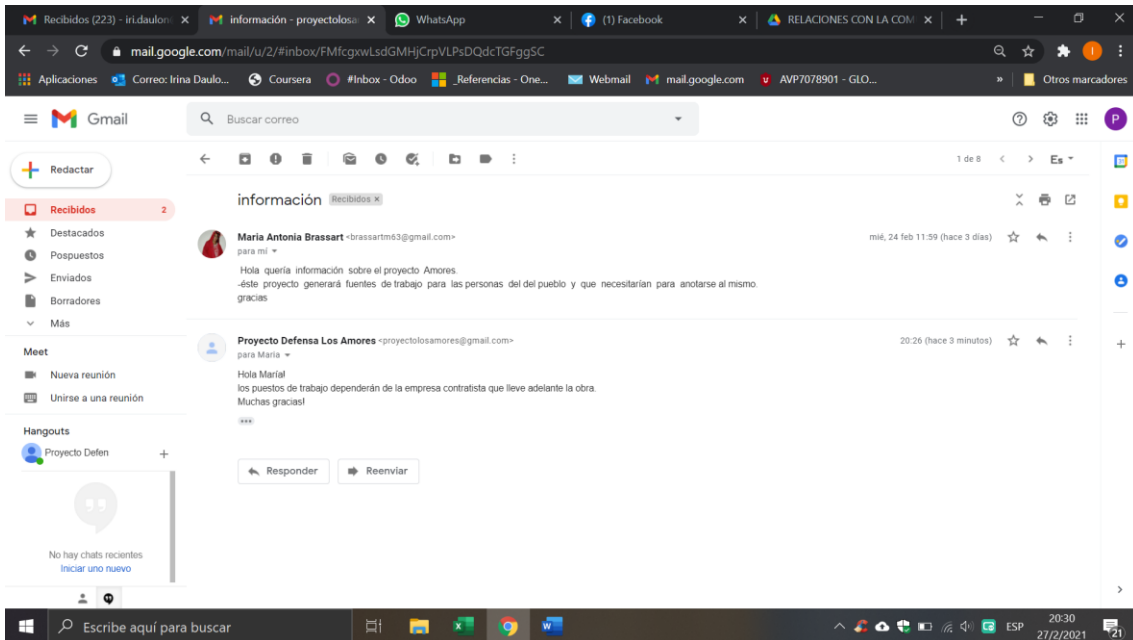 Recibidos (223) - iri.daulon
información - proyectolosa
WhatsApp
(1) Facebook
RELACIONES CON LA COM
mail.google.com/mail/u/2/#inbox/FMfcgxwLsdGMHjCrpVLPsDQdcTGFggSC
Aplicaciones
Correo: Irina Daulo...
Coursera
#Inbox - Odoo
_Referencias - One...
Webmail
mail.google.com
AVP7078901 - GLO...
»
Otros marcadores
Gmail
Buscar correo
P
Redactar
1 de 8
Es
información
Recibidos x
Recibidos 2
Destacados
Pospuestos
Enviados
Borradores
Más
Maria Antonia Brassart <brassartm63@gmail.com>
mié, 24 feb 11:59 (hace 3 días)
para mí
Hola quería información sobre el proyecto Amores.
-éste proyecto generará fuentes de trabajo para las personas del del pueblo y que necesitarían para anotarse al mismo.
gracias
Proyecto Defensa Los Amores <proyectolosamores@gmail.com>
20:26 (hace 3 minutos)
para Maria
Hola María!
los puestos de trabajo dependerán de la empresa contratista que lleve adelante la obra.
Muchas gracias!
Responder
Reenviar
Meet
Nueva reunión
Unirse a una reunión
Hangouts
Proyecto Defen
No hay chats recientes
Iniciar uno nuevo
Escribe aquí para buscar
ESP
20:30
27/2/2021
21